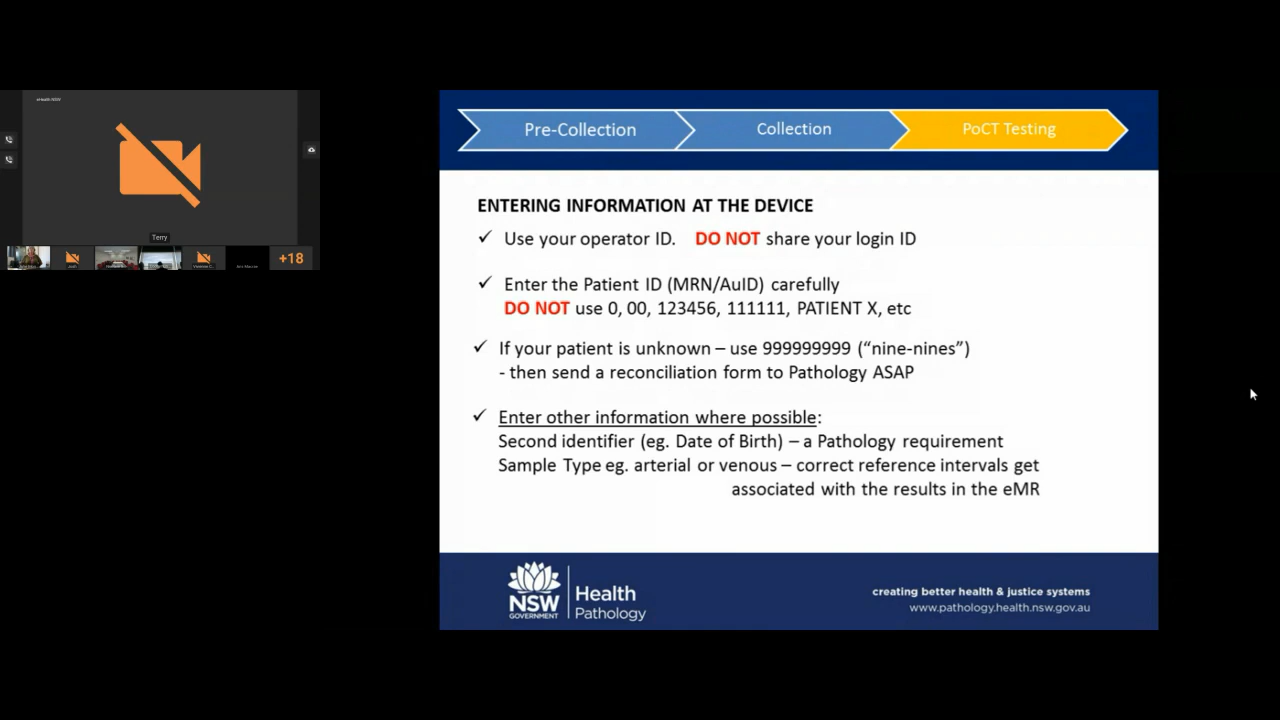 eHealth NSW
Terry
+18
Pre-Collection
Collection
PoCT Testing
ENTERING INFORMATION AT THE DEVICE
✓ Use your operator ID. DO NOT share your login ID
✓ Enter the Patient ID (MRN/AuID) carefully
DO NOT use 0, 00, 123456, 111111, PATIENT X, etc
✓ If your patient is unknown – use 999999999 (“nine-nines”)
- then send a reconciliation form to Pathology ASAP
✓ Enter other information where possible:
Second identifier (eg. Date of Birth) – a Pathology requirement
Sample Type eg. arterial or venous – correct reference intervals get
associated with the results in the eMR
NSW
GOVERNMENT
Health
Pathology
creating better health & justice systems
www.pathology.health.nsw.gov.au